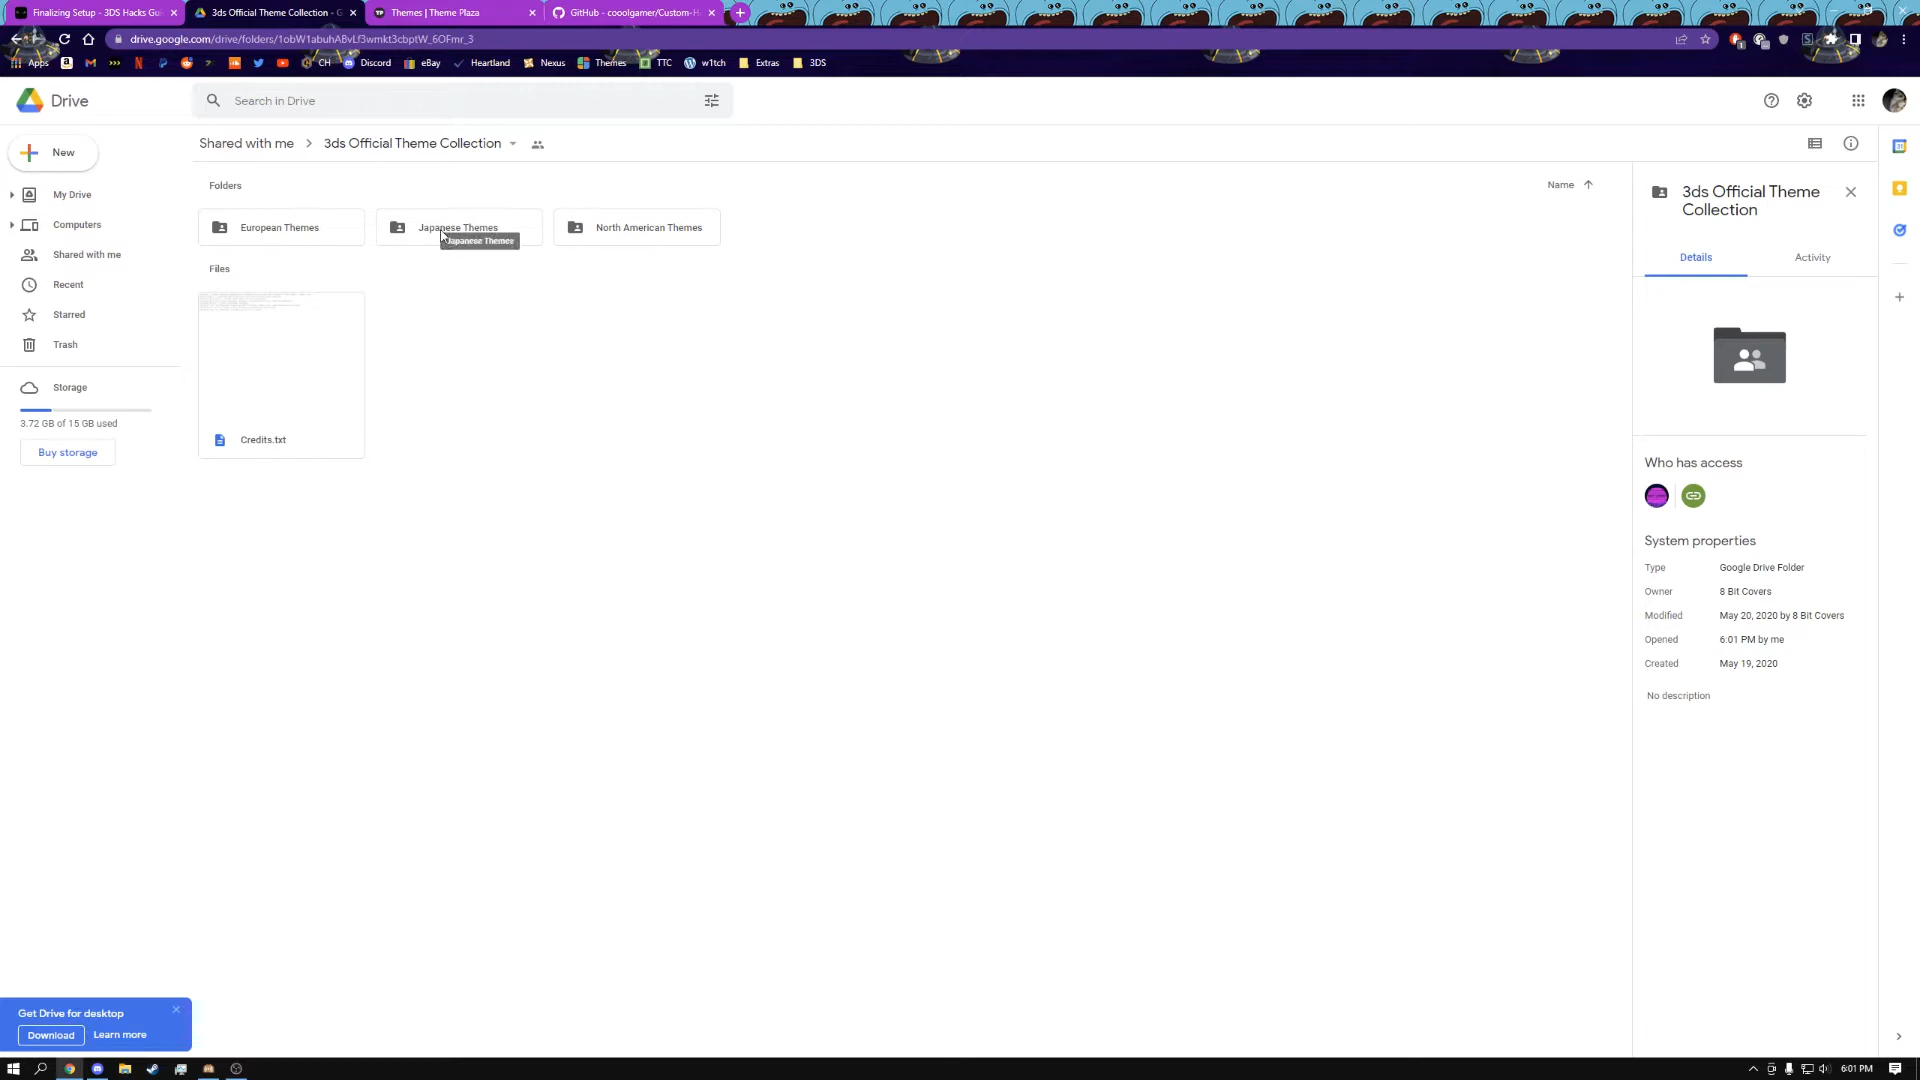 Finalizing Setup - 3DS Hacks Gui
3ds Official Theme Collection - G
Themes | Theme Plaza
GitHub - cooolgamer/Custom-H
drive.google.com/drive/folders/1obW1abuhABvLf3wmkt3cbptW_6OFmr_3
Apps
CH
Discord
eBay
Heartland
Nexus
Themes
TTC
w1tch
Extras
3DS
Drive
Search in Drive
New
Shared with me
3ds Official Theme Collection
My Drive
Computers
Shared with me
Recent
Starred
Trash
Storage
3.72 GB of 15 GB used
Buy storage
Folders
Name
European Themes
Japanese Themes
North American Themes
Japanese Themes
Files
Credits.txt
3ds Official Theme
Collection
Details
Activity
Who has access
System properties
Type
Google Drive Folder
Owner
8 Bit Covers
Modified
May 20, 2020 by 8 Bit Covers
Opened
6:01 PM by me
Created
May 19, 2020
No description
Get Drive for desktop
Download
Learn more
6:01 PM